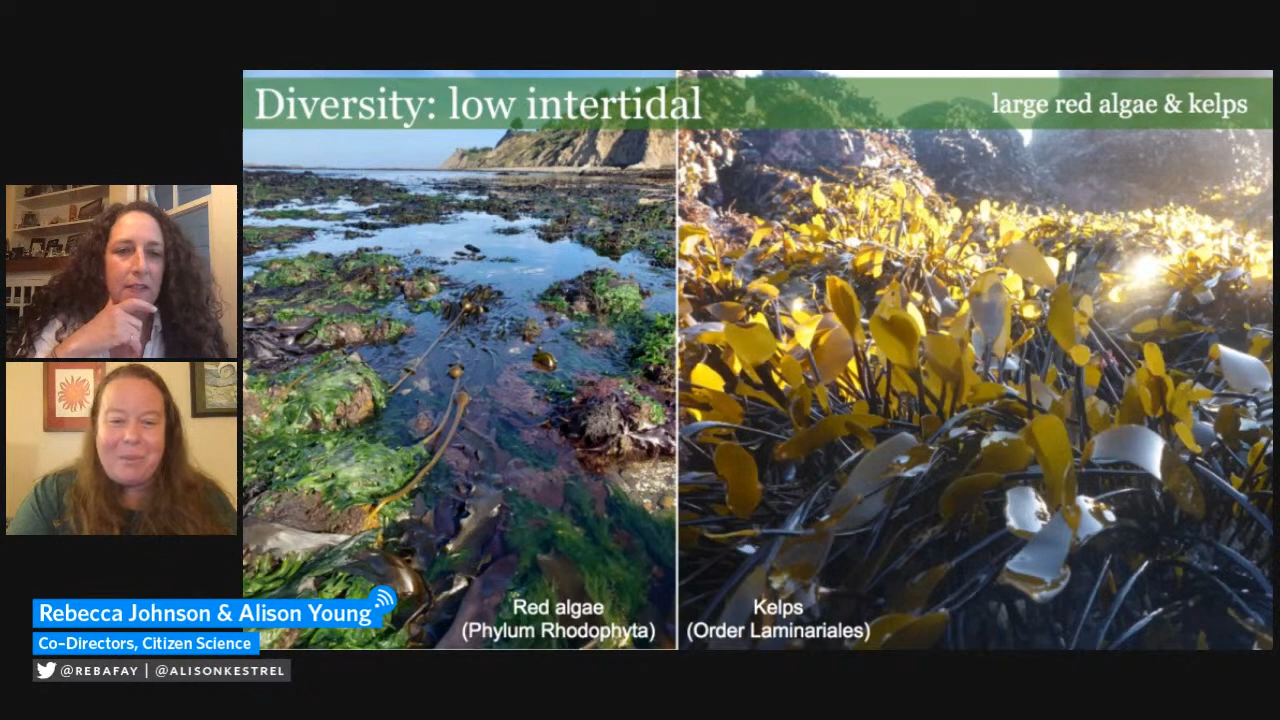 Diversity: low intertidal
large red algae & kelps
Red algae
(Phylum Rhodophyta)
Kelps
(Order Laminariales)
Rebecca Johnson & Alison Young
Co-Directors, Citizen Science
@REBAFAY | @ALISONKESTREL